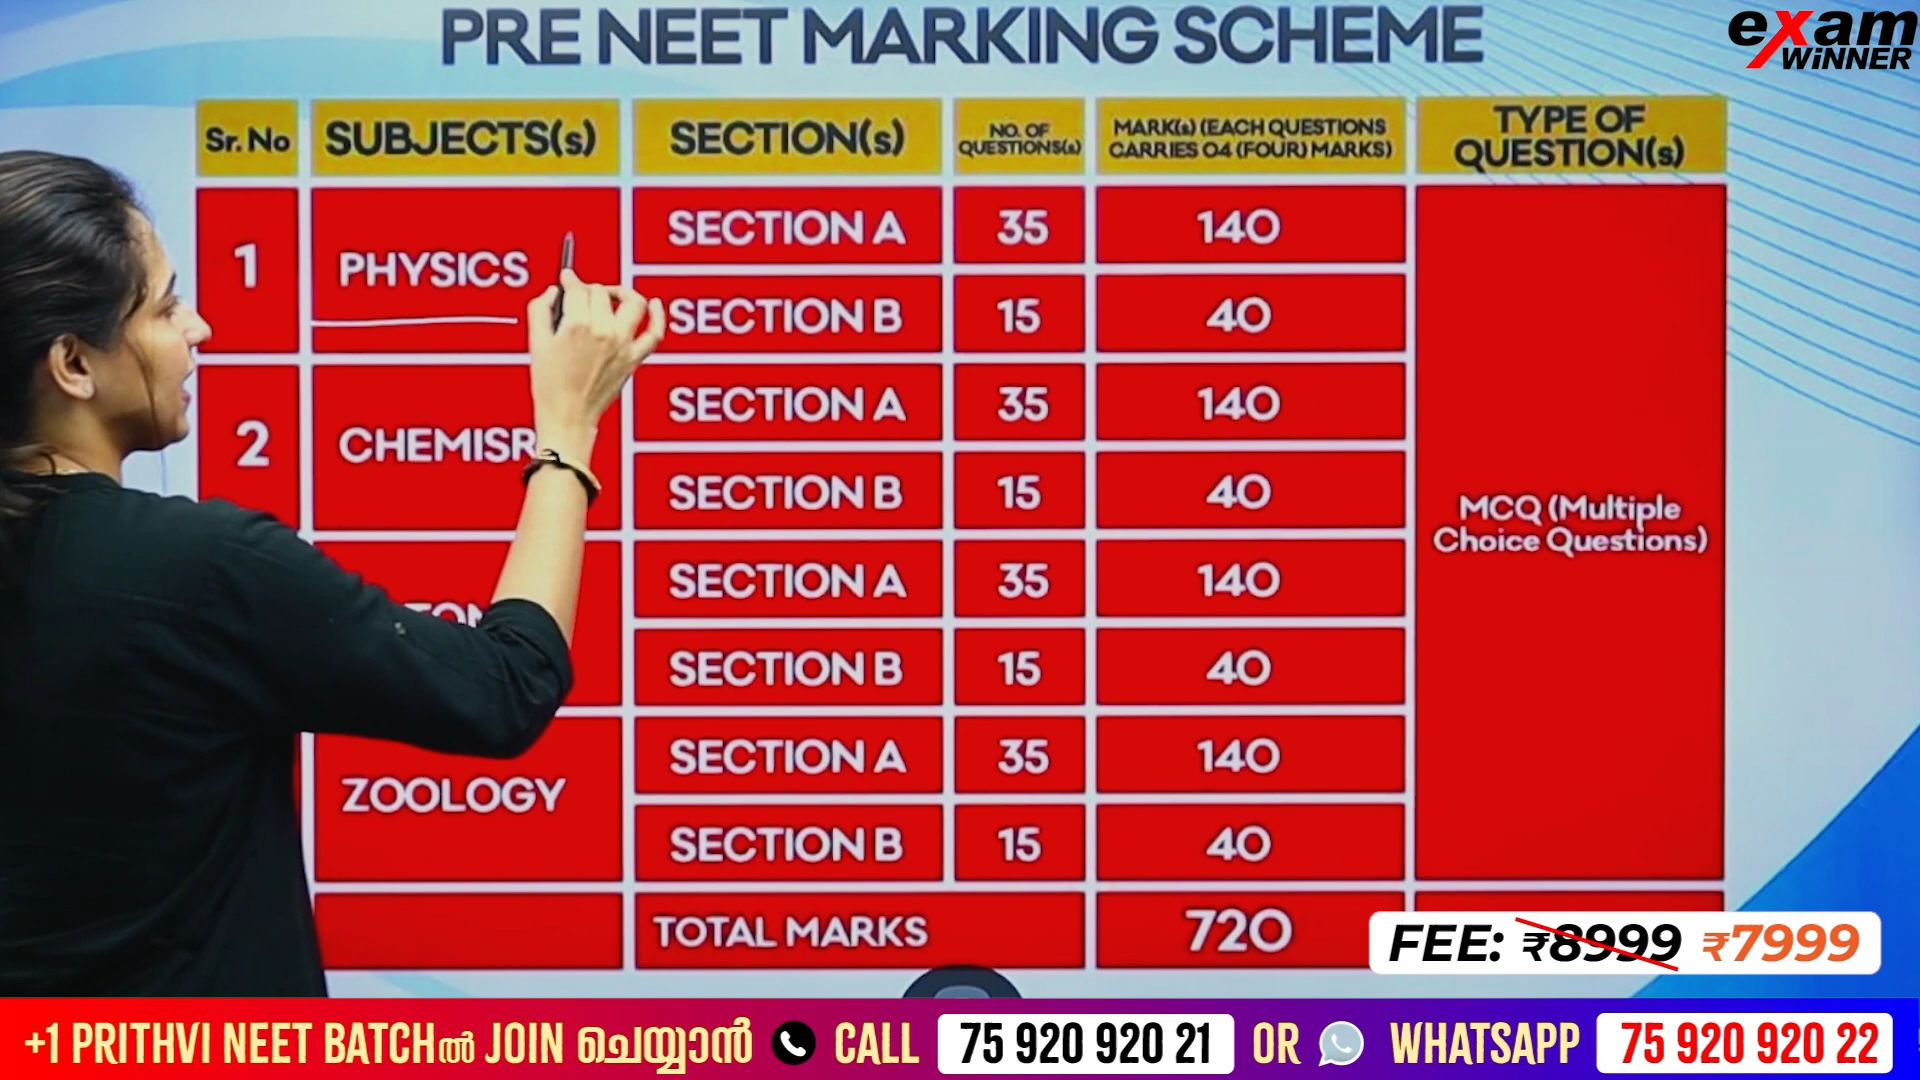 PRE NEET MARKING SCHEME
exam
WiNNER
Sr. No SUBJECTS(s) SECTION(s) NO. OF QUESTIONS(s) MARK(s) (EACH QUESTIONS CARRIES 04 (FOUR) MARKS) TYPE OF QUESTION(s)
1 PHYSICS SECTION A 35 140
SECTION B 15 40
2 CHEMISR SECTION A 35 140
SECTION B 15 40
MCQ (Multiple
Choice Questions)
SECTION A 35 140
SECTION B 15 40
ZOOLOGY SECTION A 35 140
SECTION B 15 40
TOTAL MARKS 720
FEE: ₹8999 ₹7999
+1 PRITHVI NEET BATCHൽ JOIN ചെയ്യാൻ CALL 75 920 920 21 OR WHATSAPP 75 920 920 22